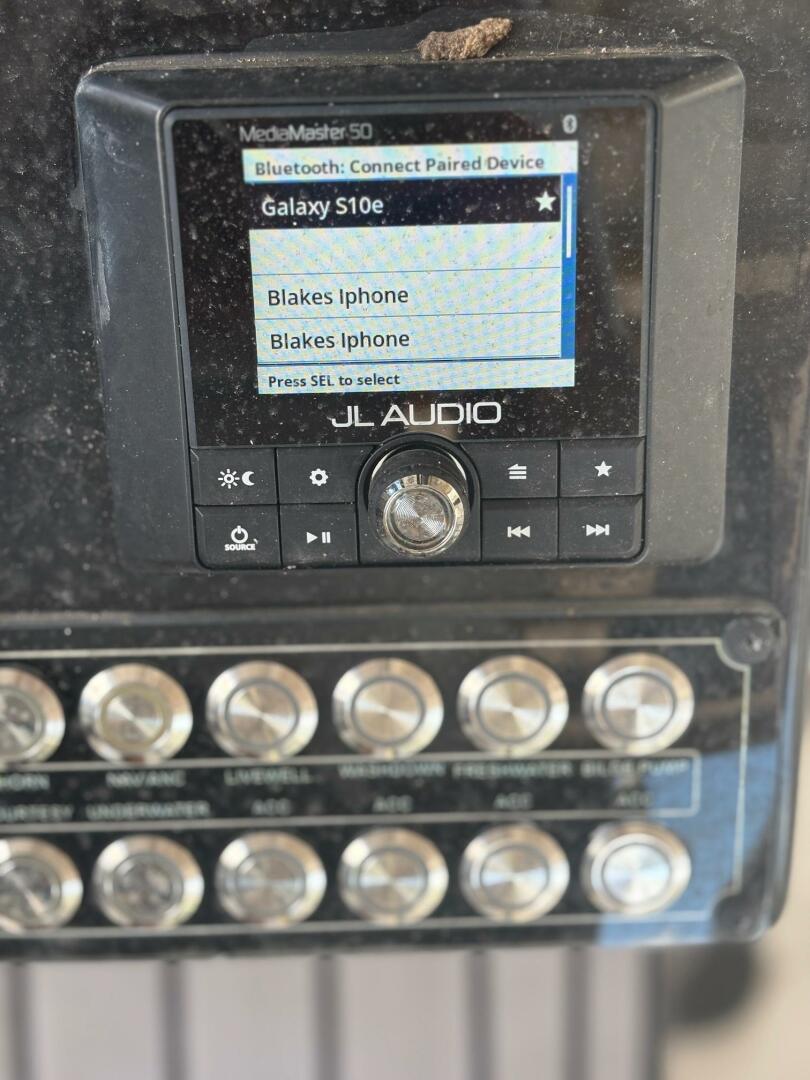 MediaMaster 50
Bluetooth: Connect Paired Device
Galaxy S10e
Blakes Iphone
Blakes Iphone
Press SEL to select
JL AUDIO
SOURCE
HORN NAV/ANC LIVEWELL WASHDOWN FRESHWATER BILGE PUMP
COURTESY UNDERWATER ACC ACC ACC ACC